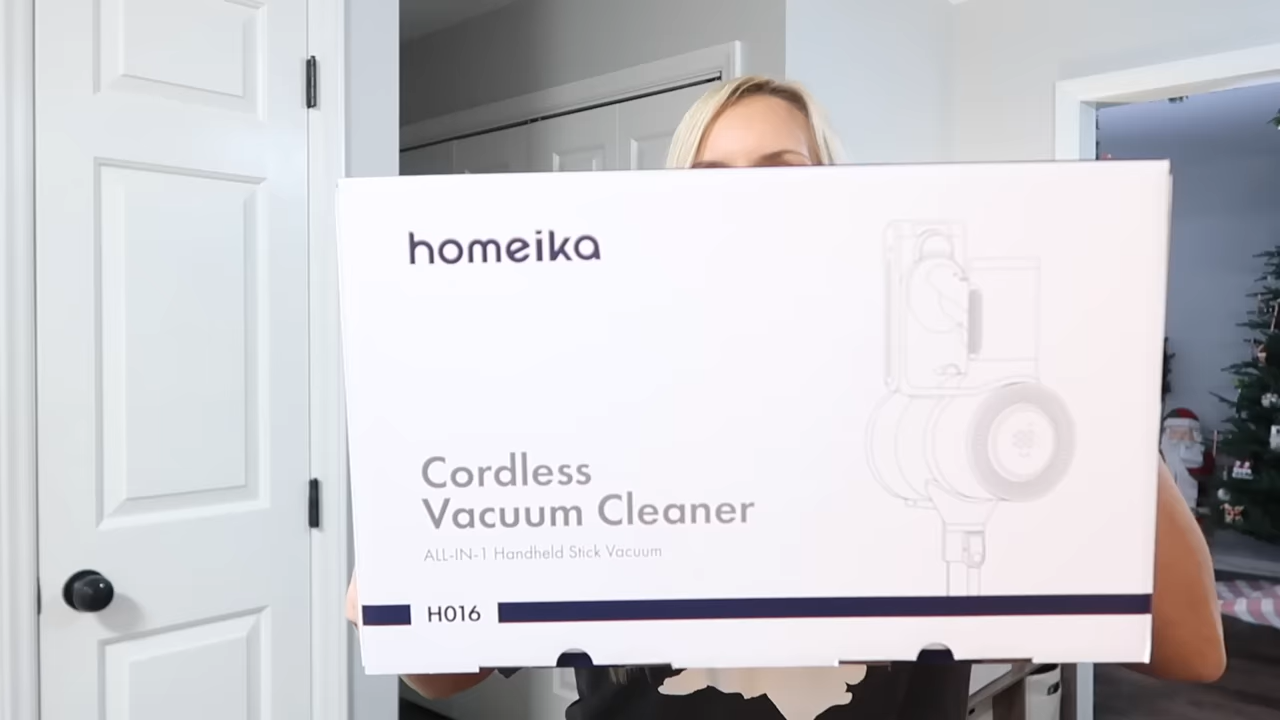 homeika
Cordless
Vacuum Cleaner
ALL-IN-1 Handheld Stick Vacuum
H016